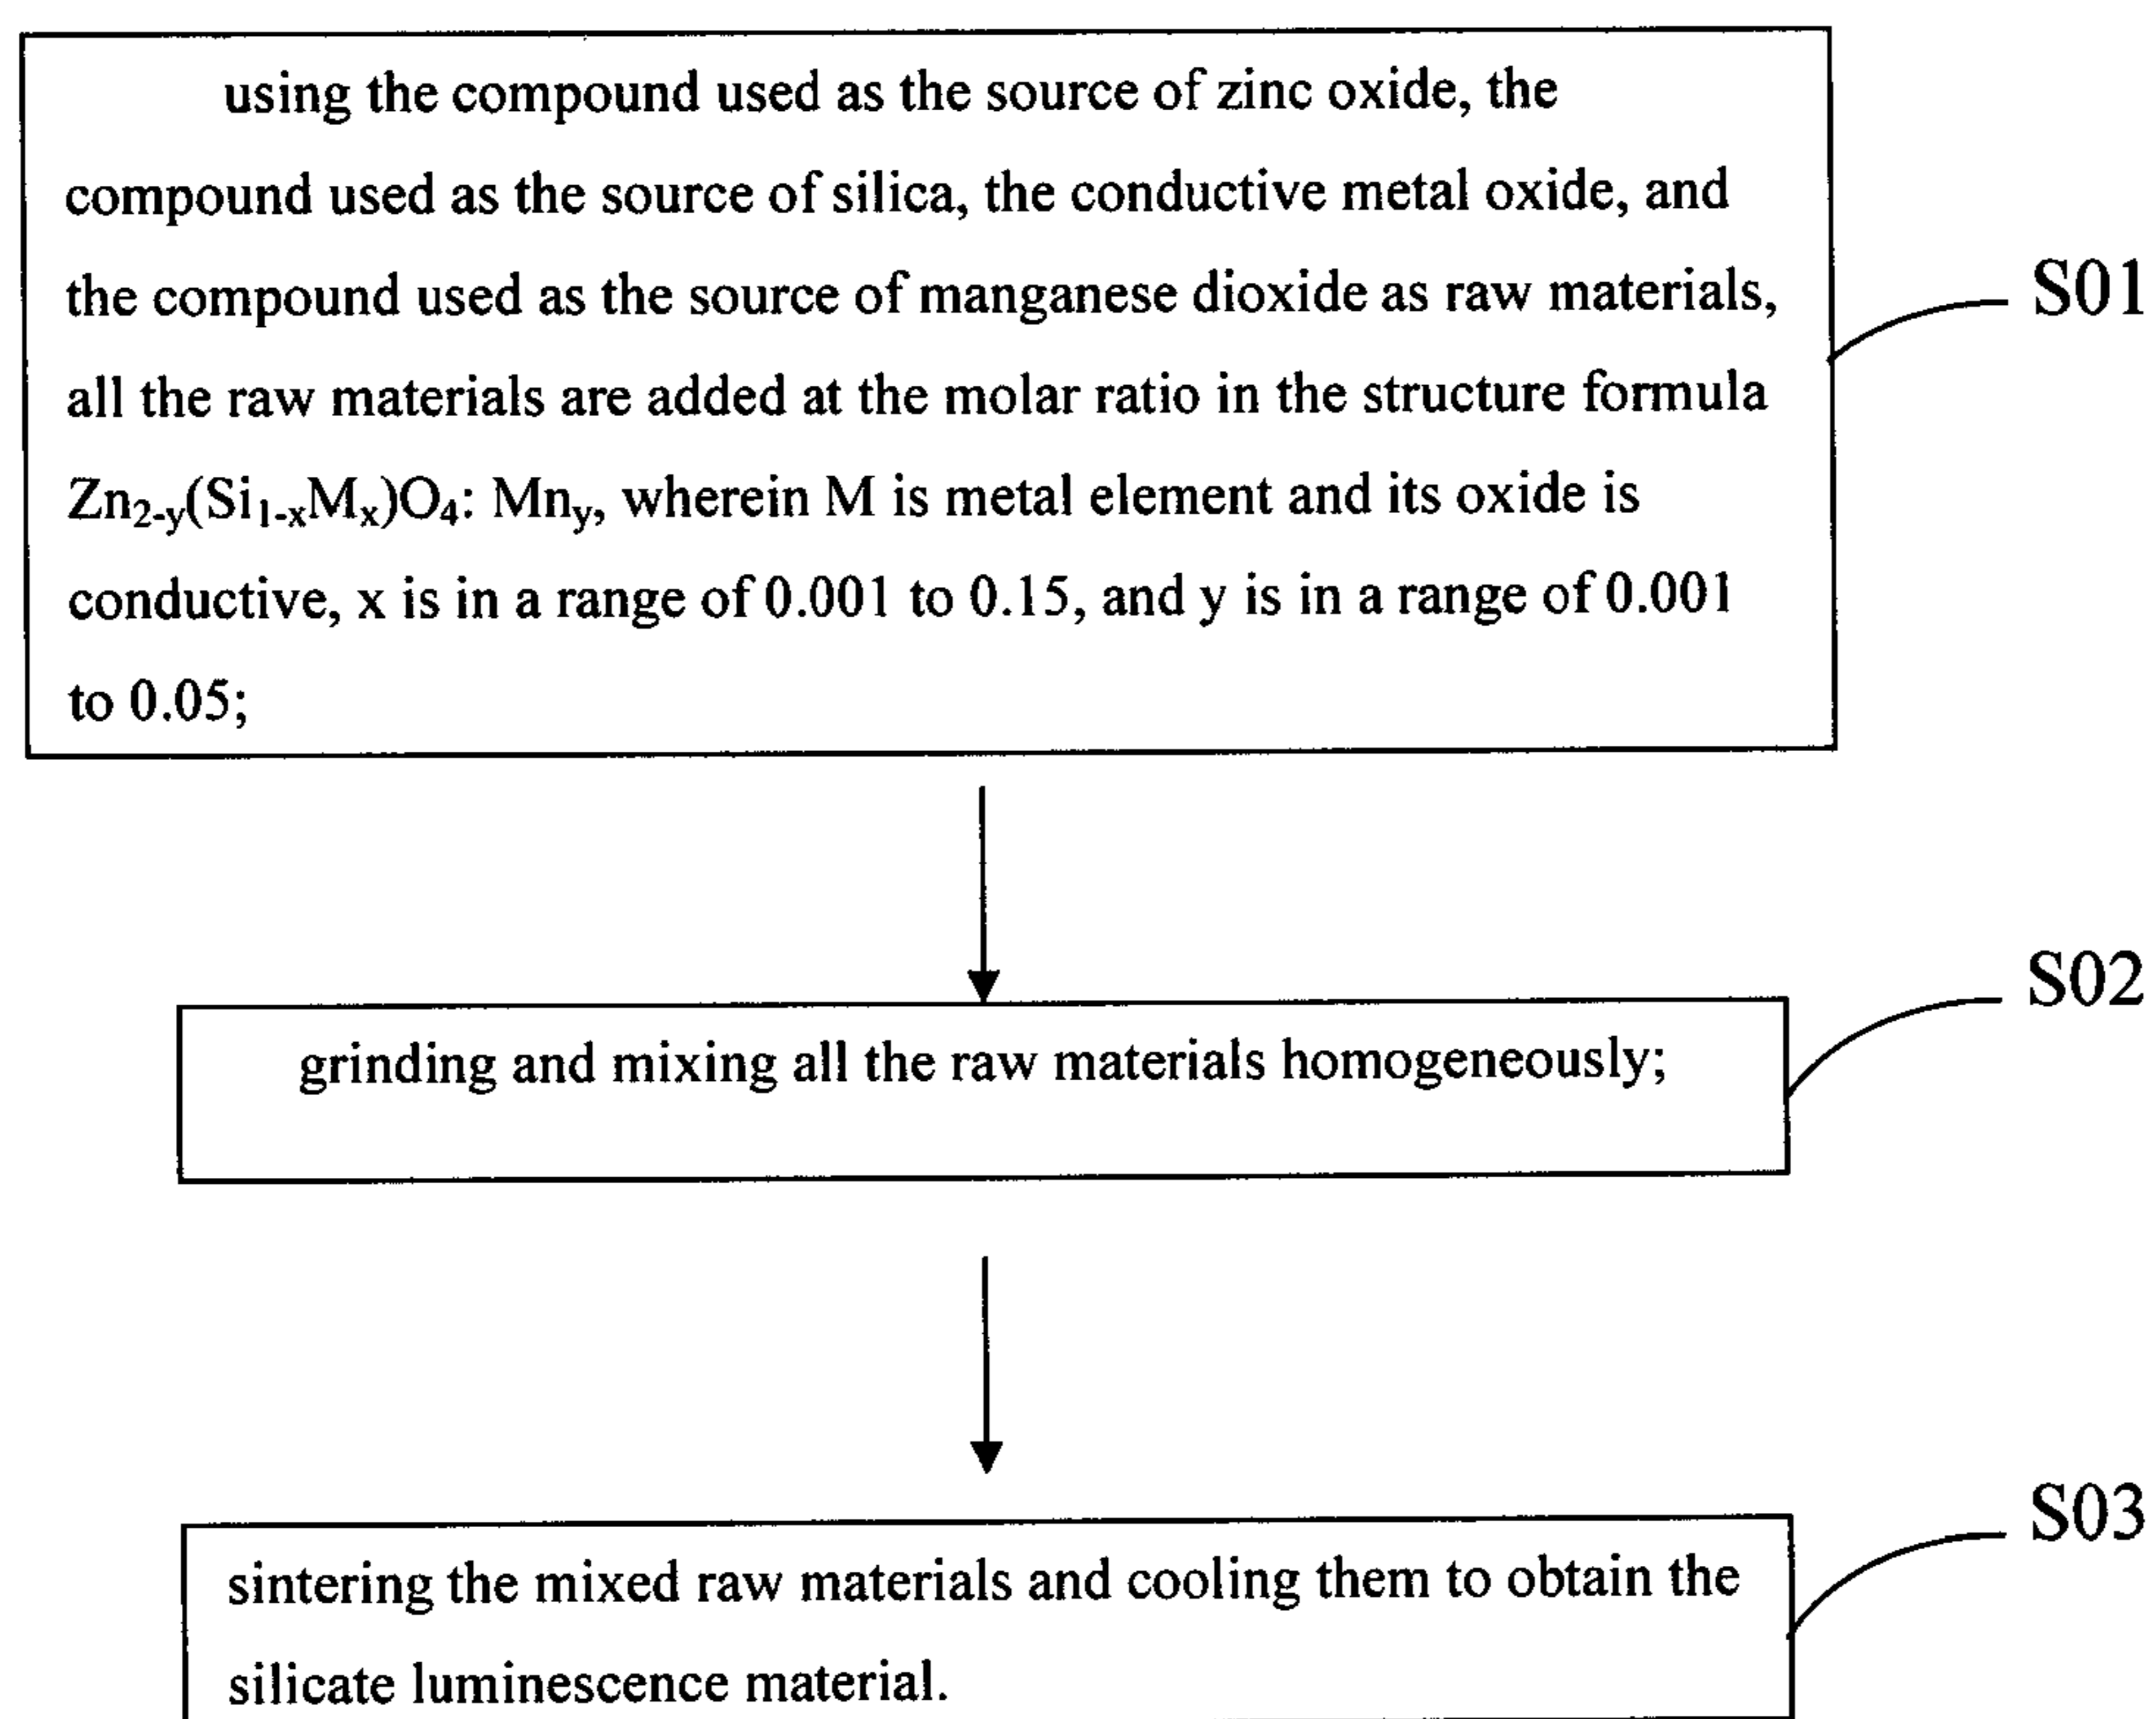 using the compound used as the source of zinc oxide, the
compound used as the source of silica, the conductive metal oxide, and
the compound used as the source of manganese dioxide as raw materials,
all the raw materials are added at the molar ratio in the structure formula
Zn₂₋ᵧ(Si₁₋ₓMₓ)O₄: Mnᵧ, wherein M is metal element and its oxide is
conductive, x is in a range of 0.001 to 0.15, and y is in a range of 0.001
to 0.05;
S01
grinding and mixing all the raw materials homogeneously;
S02
sintering the mixed raw materials and cooling them to obtain the
silicate luminescence material.
S03